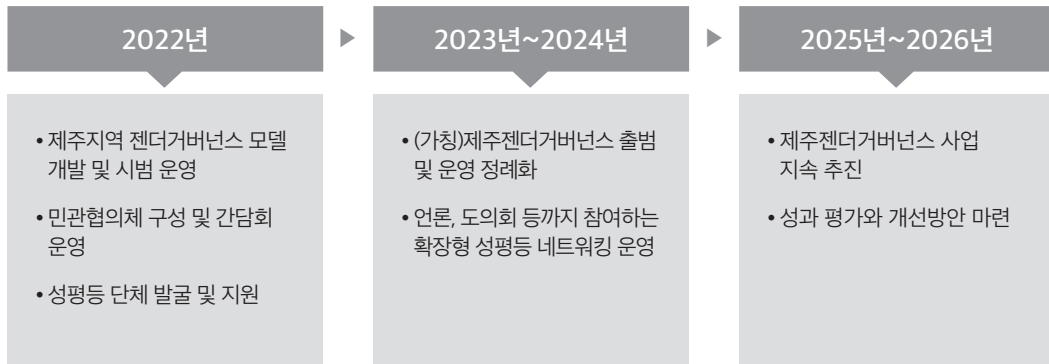 2022년
• 제주지역 젠더거버넌스 모델
개발 및 시범 운영
• 민관협의체 구성 및 간담회
운영
• 성평등 단체 발굴 및 지원
2023년~2024년
• (가칭)제주젠더거버넌스 출범
및 운영 정례화
• 언론, 도의회 등까지 참여하는
확장형 성평등 네트워킹 운영
2025년~2026년
• 제주젠더거버넌스 사업
지속 추진
• 성과 평가와 개선방안 마련